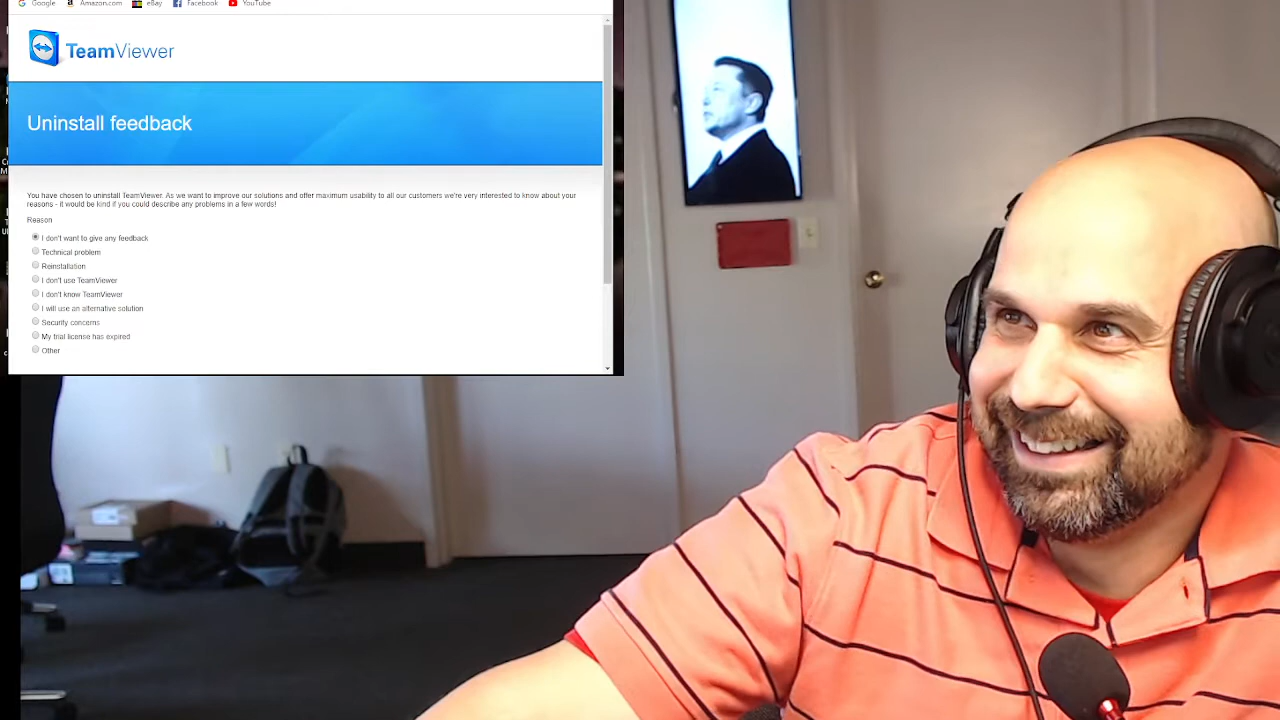 Google Amazon.com eBay Facebook YouTube
TeamViewer
Uninstall feedback
You have chosen to uninstall TeamViewer. As we want to improve our solutions and offer maximum usability to all our customers we're very interested to know about your
reasons - it would be kind if you could describe any problems in a few words!
Reason
I don't want to give any feedback
Technical problem
Reinstallation
I don't use TeamViewer
I don't know TeamViewer
I will use an alternative solution
Security concerns
My trial license has expired
Other